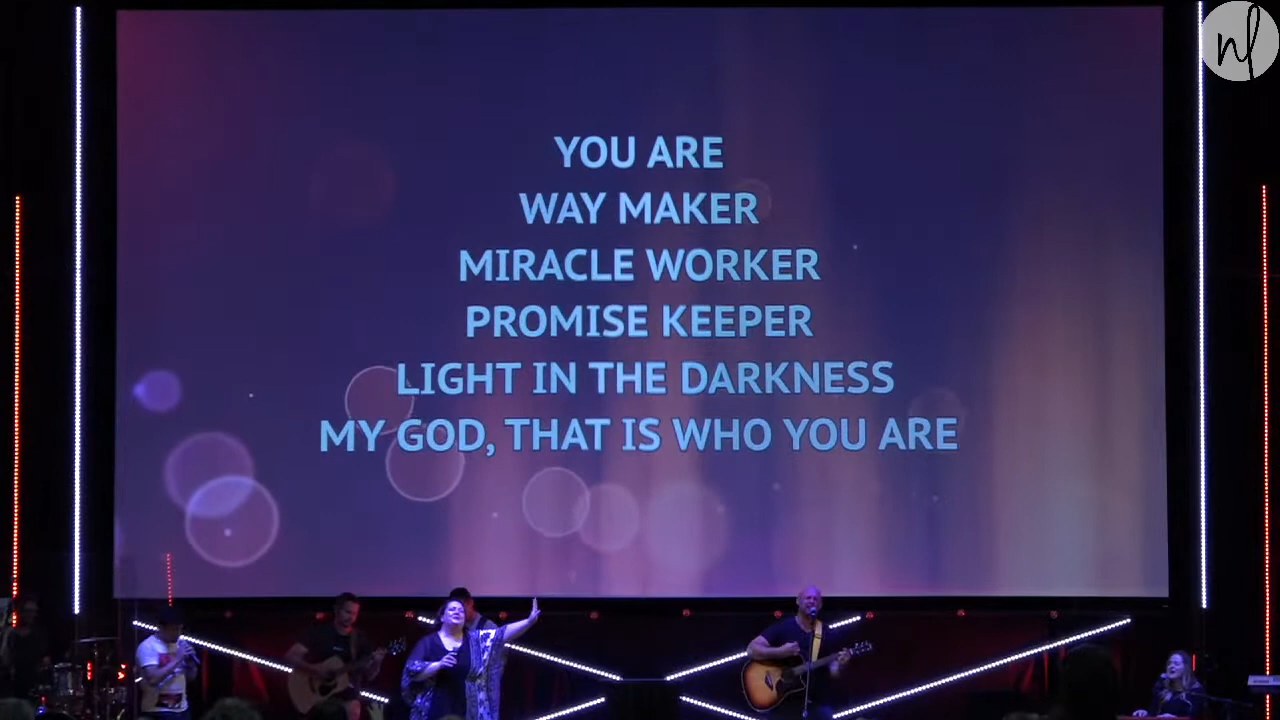 YOU ARE
WAY MAKER
MIRACLE WORKER
PROMISE KEEPER
LIGHT IN THE DARKNESS
MY GOD, THAT IS WHO YOU ARE
nl